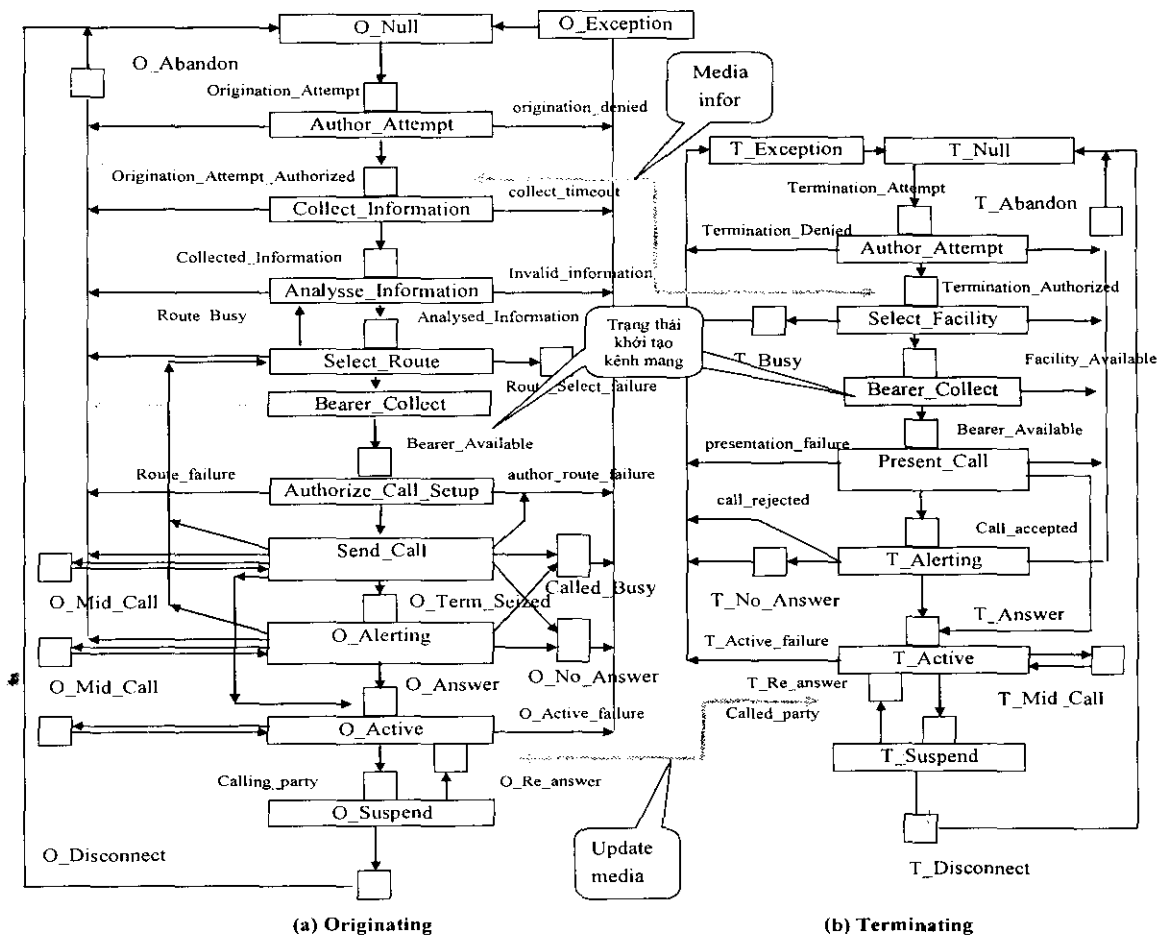 O_Null
O_Exception
O_Abandon
Origination_Attempt
origination_denied
Author_Attempt
Origination_Attempt_Authorized
collect_timeout
Collect_Information
Collected_Information
Invalid_information
Analysse_Information
Route_Busy
Analysed_Information
Select_Route
Route_Select_failure
Bearer_Collect
Bearer_Available
Route_failure
author_route_failure
Authorize_Call_Setup
Send_Call
O_Mid_Call
O_Term_Seized
Called_Busy
O_Alerting
O_Mid_Call
O_Answer
O_No_Answer
O_Active_failure
O_Active
Calling_party
O_Re_answer
O_Suspend
O_Disconnect
(a) Originating
Media
infor
Trạng thái
khởi tạo
kênh mang
Update
media
T_Exception
T_Null
Termination_Attempt
T_Abandon
Termination_Denied
Author_Attempt
Termination_Authorized
Select_Facility
T_Busy
Facility_Available
Bearer_Collect
Bearer_Available
presentation_failure
Present_Call
call_rejected
Call_accepted
T_Alerting
T_No_Answer
T_Answer
T_Active_failure
T_Active
T_Re_answer
T_Mid_Call
Called_party
T_Suspend
T_Disconnect
(b) Terminating